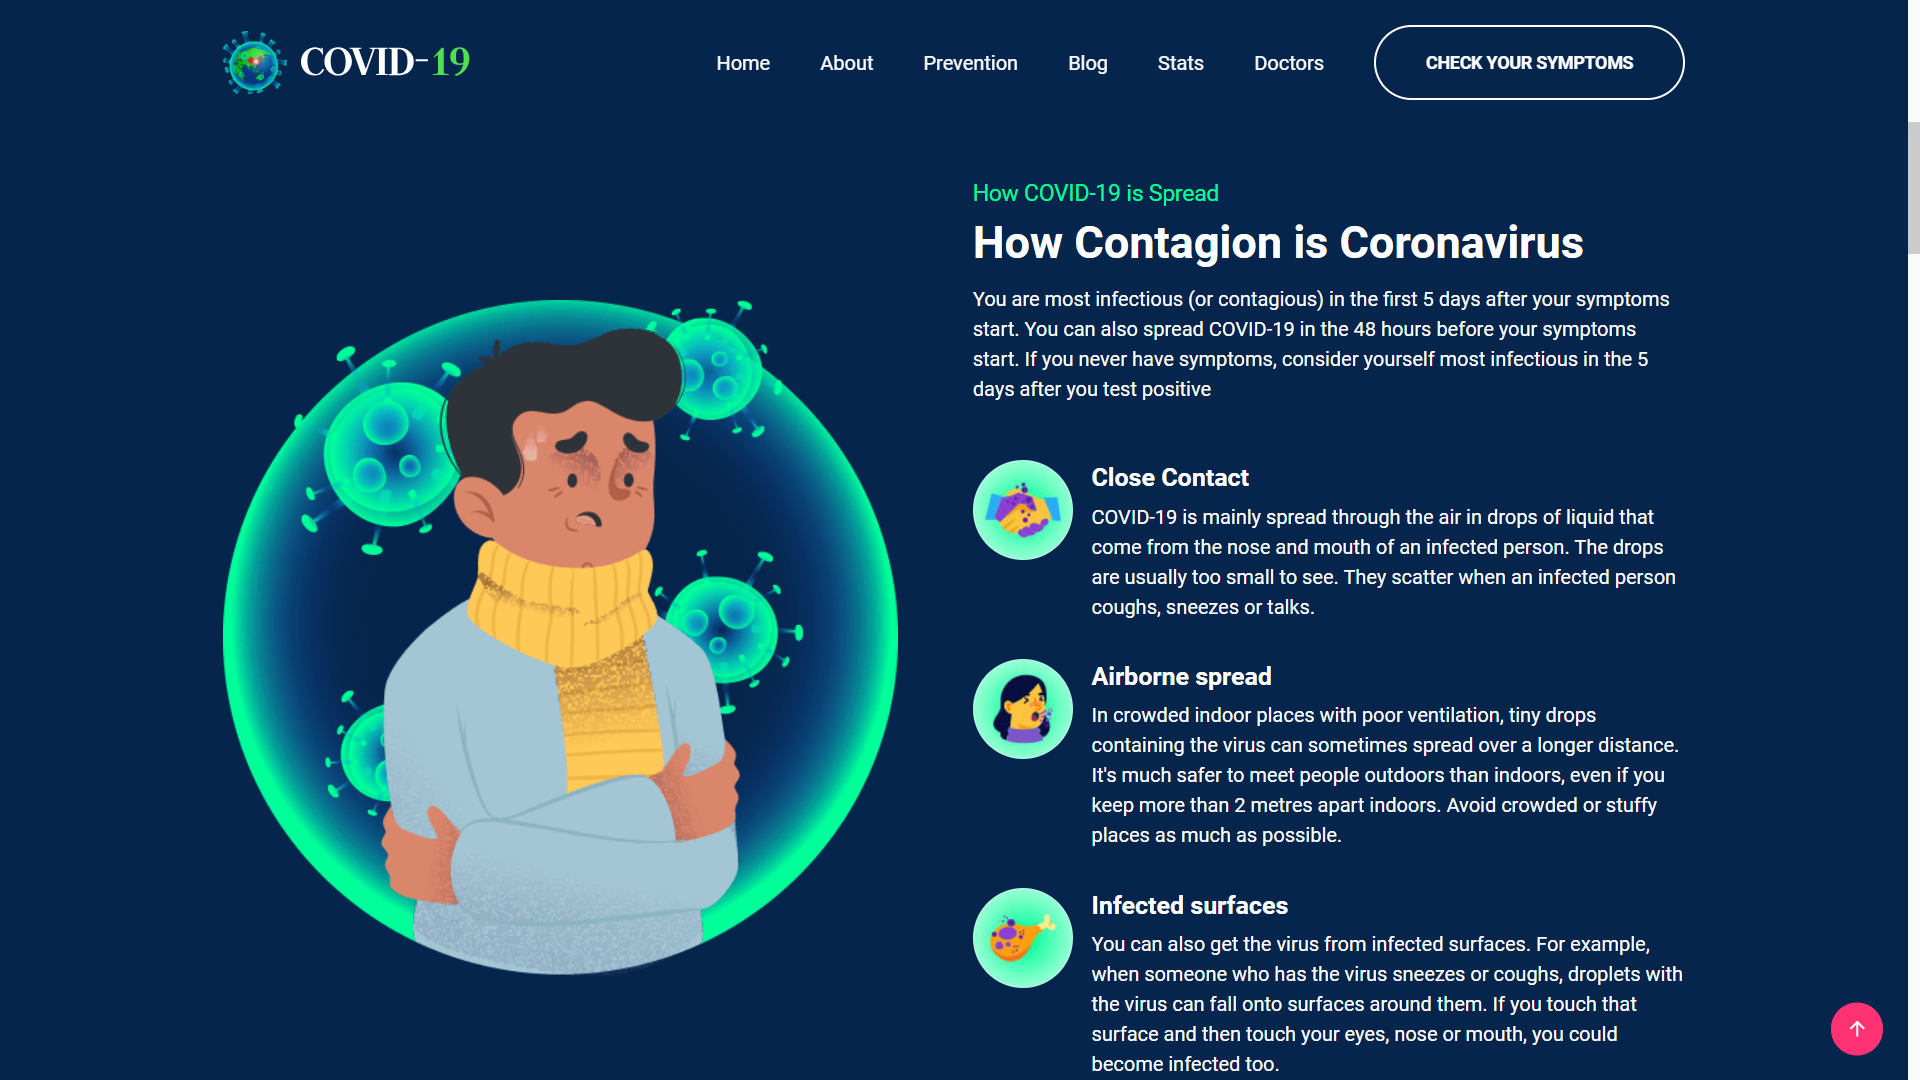 COVID-19
Home
About
Prevention
Blog
Stats
Doctors
CHECK YOUR SYMPTOMS
How COVID-19 is Spread
How Contagion is Coronavirus
You are most infectious (or contagious) in the first 5 days after your symptoms
start. You can also spread COVID-19 in the 48 hours before your symptoms
start. If you never have symptoms, consider yourself most infectious in the 5
days after you test positive
Close Contact
COVID-19 is mainly spread through the air in drops of liquid that
come from the nose and mouth of an infected person. The drops
are usually too small to see. They scatter when an infected person
coughs, sneezes or talks.
Airborne spread
In crowded indoor places with poor ventilation, tiny drops
containing the virus can sometimes spread over a longer distance.
It's much safer to meet people outdoors than indoors, even if you
keep more than 2 metres apart indoors. Avoid crowded or stuffy
places as much as possible.
Infected surfaces
You can also get the virus from infected surfaces. For example,
when someone who has the virus sneezes or coughs, droplets with
the virus can fall onto surfaces around them. If you touch that
surface and then touch your eyes, nose or mouth, you could
become infected too.